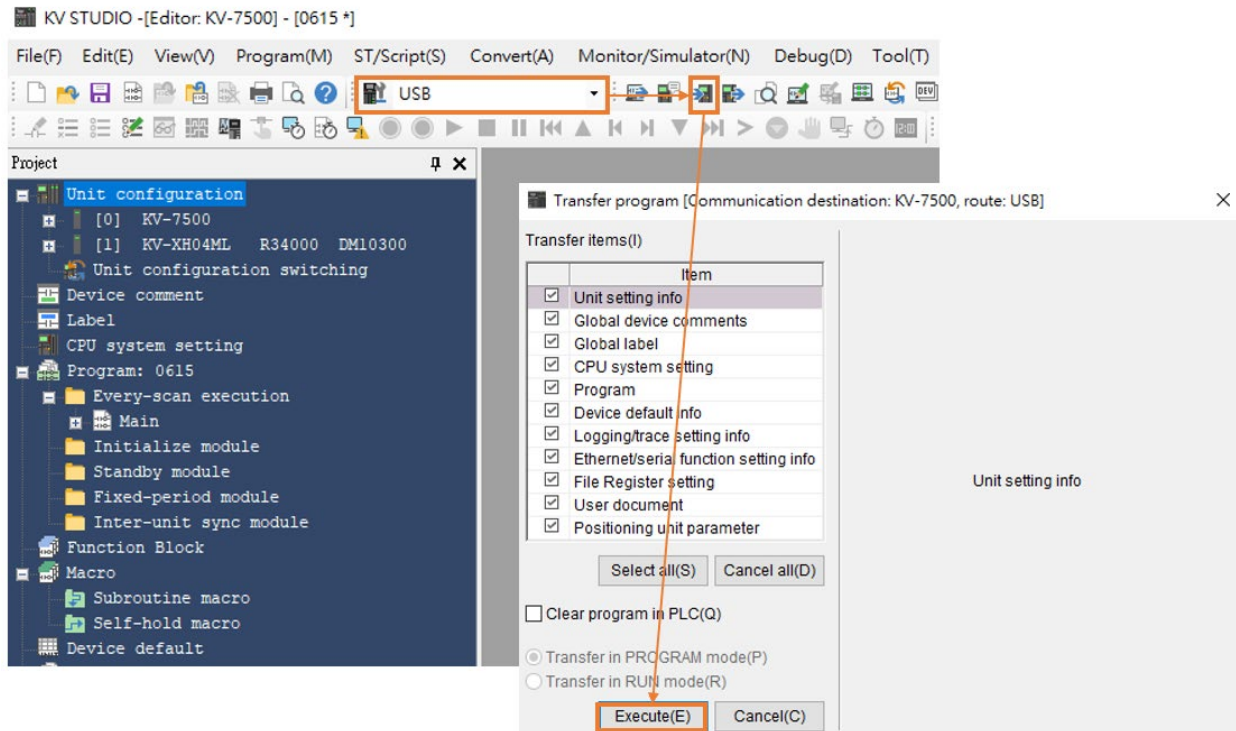 KV STUDIO -[Editor: KV-7500] - [0615 *]
File(F) Edit(E) View(V) Program(M) ST/Script(S) Convert(A) Monitor/Simulator(N) Debug(D) Tool(T)
USB
DEV
Project
Unit configuration
[0] KV-7500
[1] KV-XH04ML R34000 DM10300
Unit configuration switching
Device comment
Label
CPU system setting
Program: 0615
Every-scan execution
Main
Initialize module
Standby module
Fixed-period module
Inter-unit sync module
Function Block
Macro
Subroutine macro
Self-hold macro
Device default
Transfer program [Communication destination: KV-7500, route: USB]
Transfer items(I)
Item
Unit setting info
Global device comments
Global label
CPU system setting
Program
Device default info
Logging/trace setting info
Ethernet/serial function setting info
File Register setting
User document
Positioning unit parameter
Select all(S) Cancel all(D)
Clear program in PLC(Q)
Transfer in PROGRAM mode(P)
Transfer in RUN mode(R)
Execute(E) Cancel(C)
Unit setting info